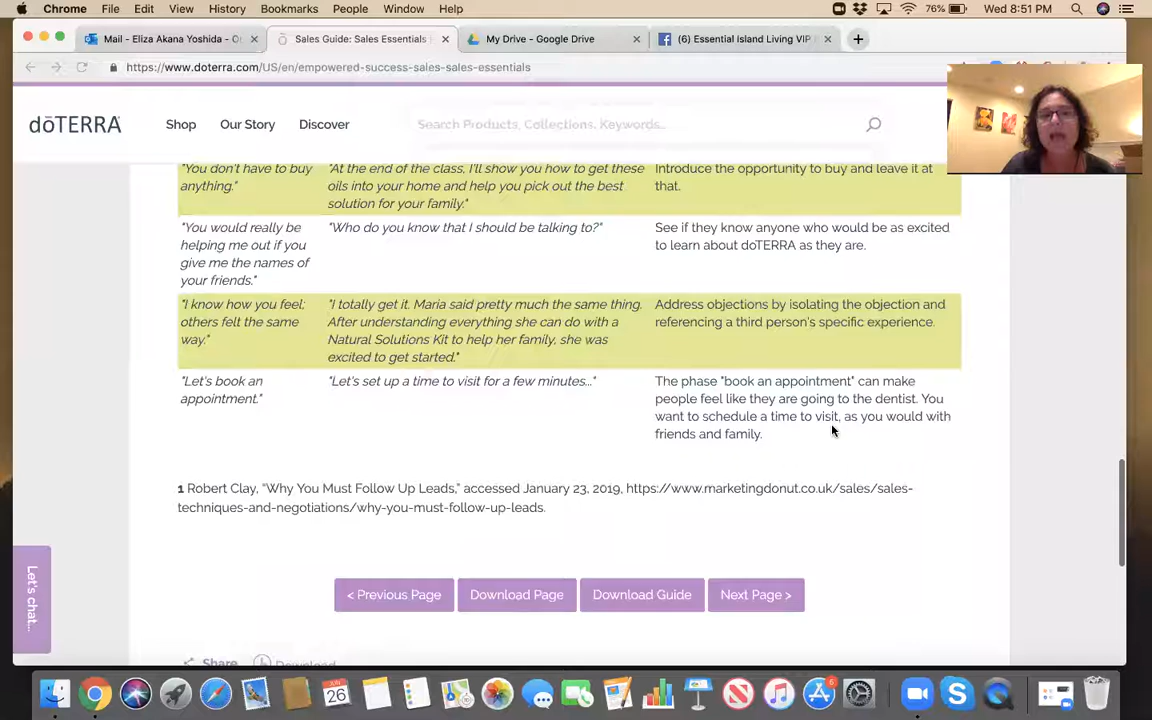 Chrome File Edit View History Bookmarks People Window Help 76% Wed 8:51 PM
Mail - Eliza Akana Yoshida - O Sales Guide: Sales Essentials My Drive - Google Drive (6) Essential Island Living VIP
https://www.doterra.com/US/en/empowered-success-sales-sales-essentials
dōTERRA Shop Our Story Discover Search Products, Collections, Keywords...
"You don't have to buy "At the end of the class, I'll show you how to get these Introduce the opportunity to buy and leave it at
anything." oils into your home and help you pick out the best that.
solution for your family."
"You would really be "Who do you know that I should be talking to?" See if they know anyone who would be as excited
helping me out if you to learn about doTERRA as they are.
give me the names of
your friends."
"I know how you feel; "I totally get it. Maria said pretty much the same thing. Address objections by isolating the objection and
others felt the same After understanding everything she can do with a referencing a third person's specific experience.
way." Natural Solutions Kit to help her family, she was
excited to get started."
"Let's book an "Let's set up a time to visit for a few minutes..." The phase "book an appointment" can make
appointment." people feel like they are going to the dentist. You
want to schedule a time to visit, as you would with
friends and family.
1 Robert Clay, "Why You Must Follow Up Leads," accessed January 23, 2019, https://www.marketingdonut.co.uk/sales/sales-
techniques-and-negotiations/why-you-must-follow-up-leads.
Let's chat...
< Previous Page Download Page Download Guide Next Page >
Share Download
JUN
26
6